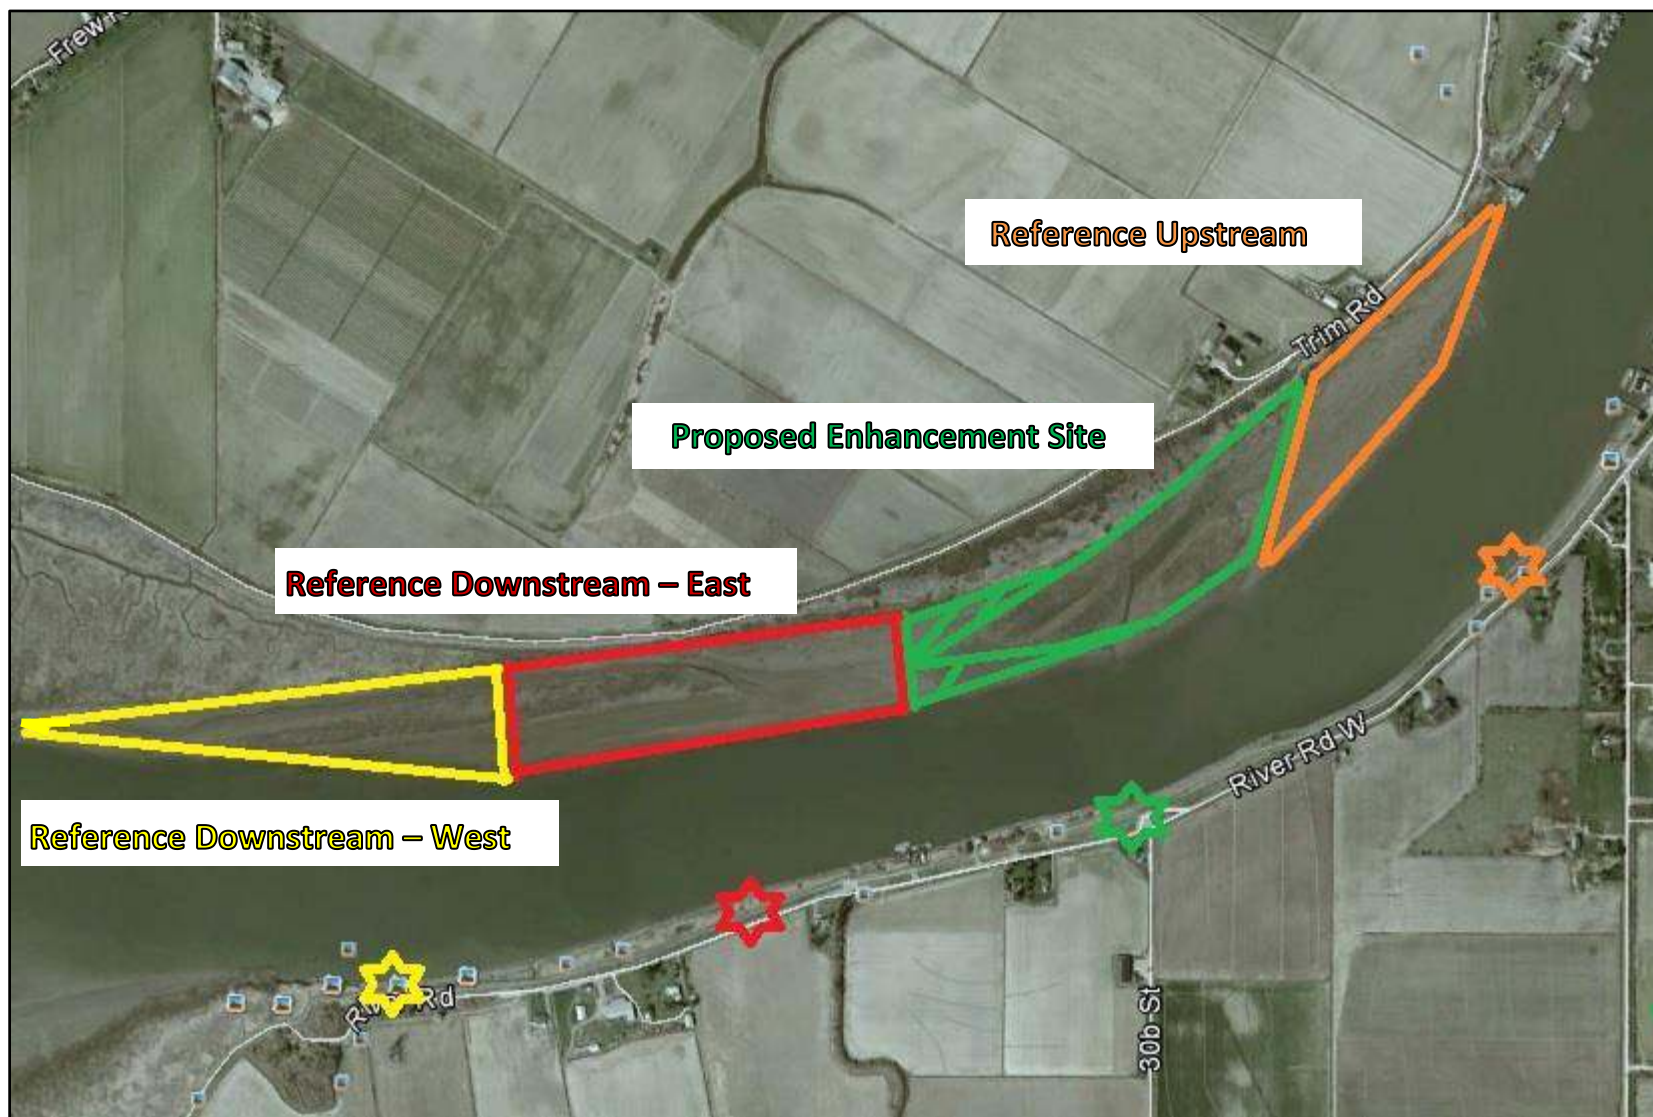 Reference Upstream
Trim Rd
Proposed Enhancement Site
Reference Downstream – East
River Rd W
Reference Downstream – West
30b St